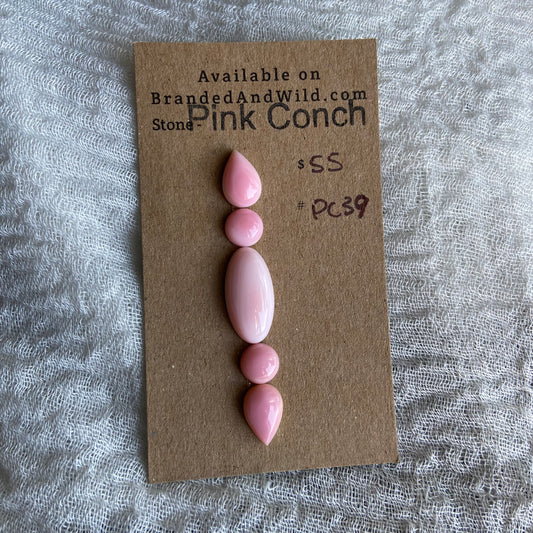 Available on
BrandedAndWild.com
Stone- Pink Conch
$ 55
# PC39